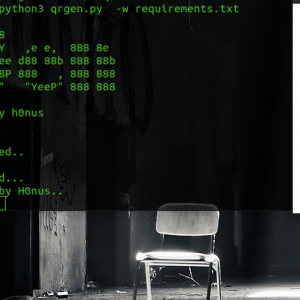 python3 qrgen.py -w requirements.txt
8
Y ,e e, 888 8e
ee d88 88b 888 88b
8P 888 , 888 888
" "YeeP" 888 888
y h0nus
ed..
d...
by H0nus..